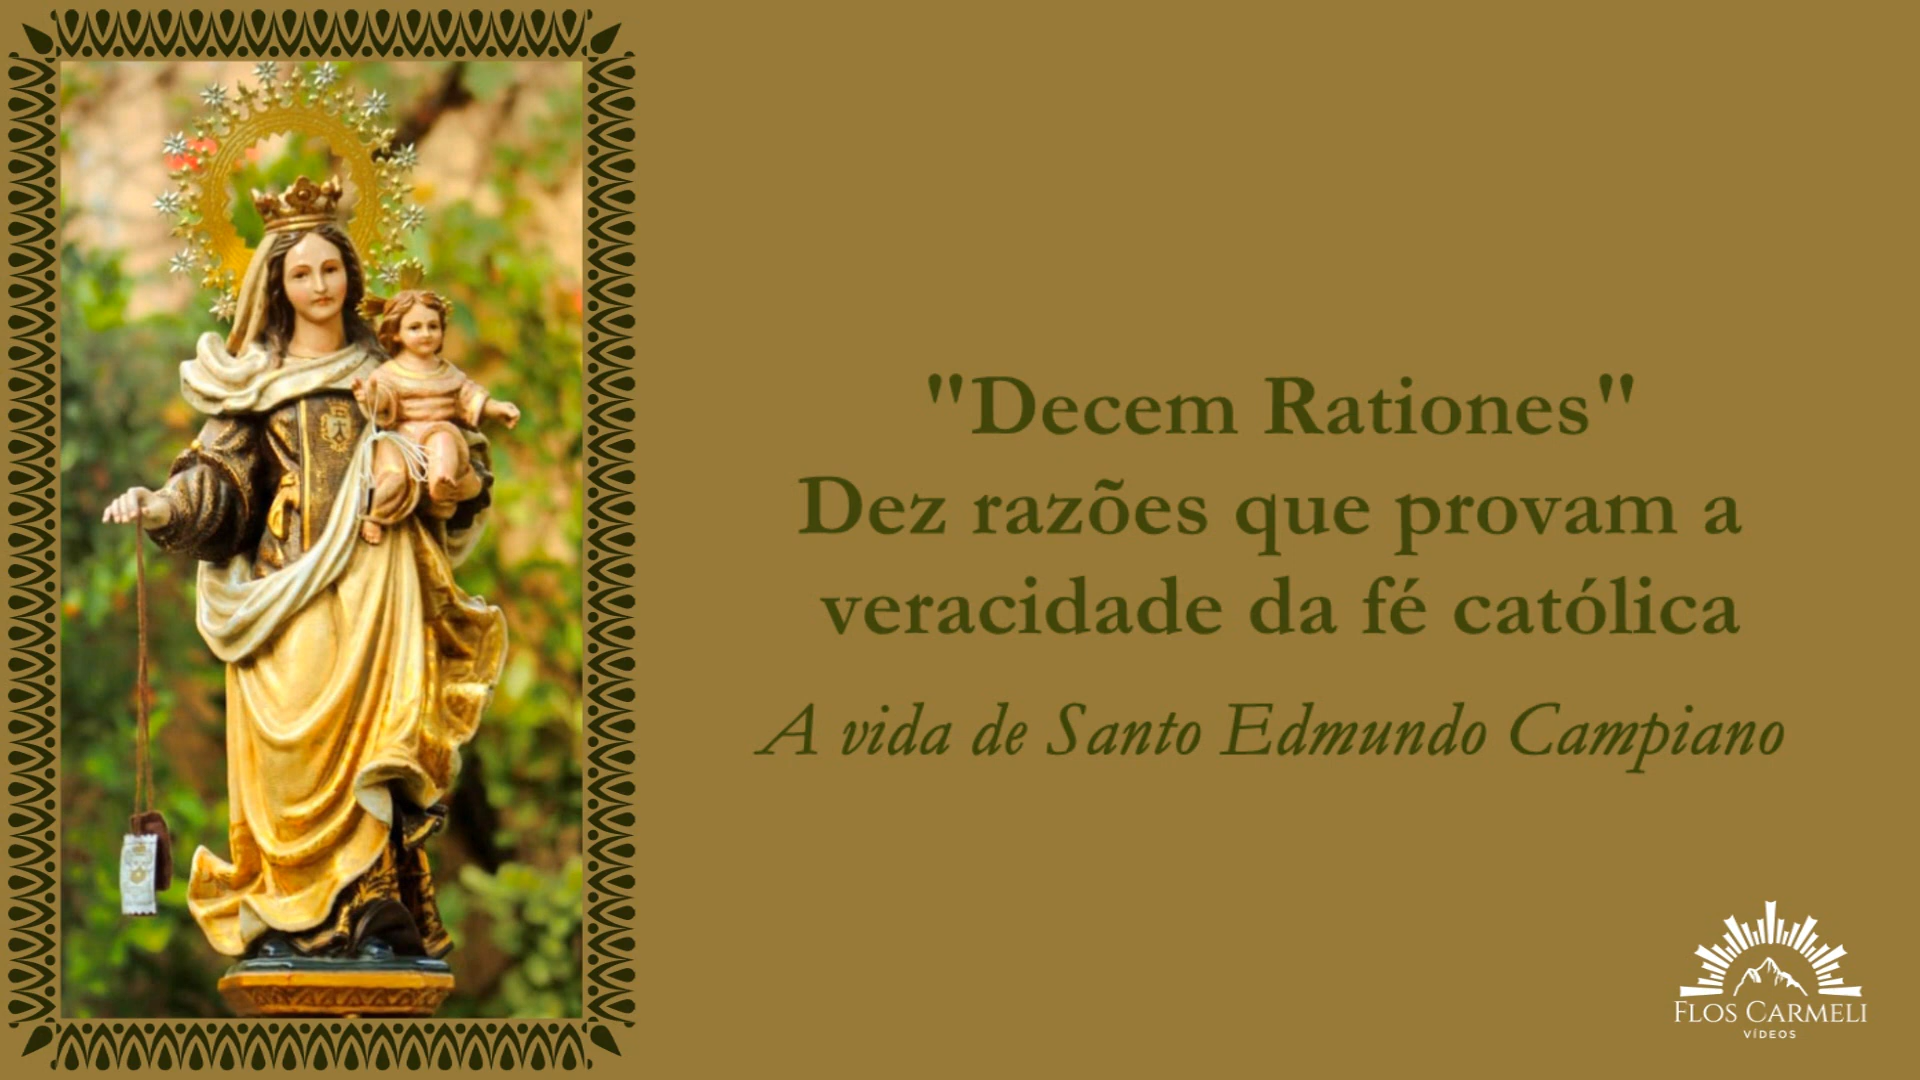 "Decem Rationes"
Dez razões que provam a
veracidade da fé católica
A vida de Santo Edmundo Campiano
FLOS CARMELI
VÍDEOS